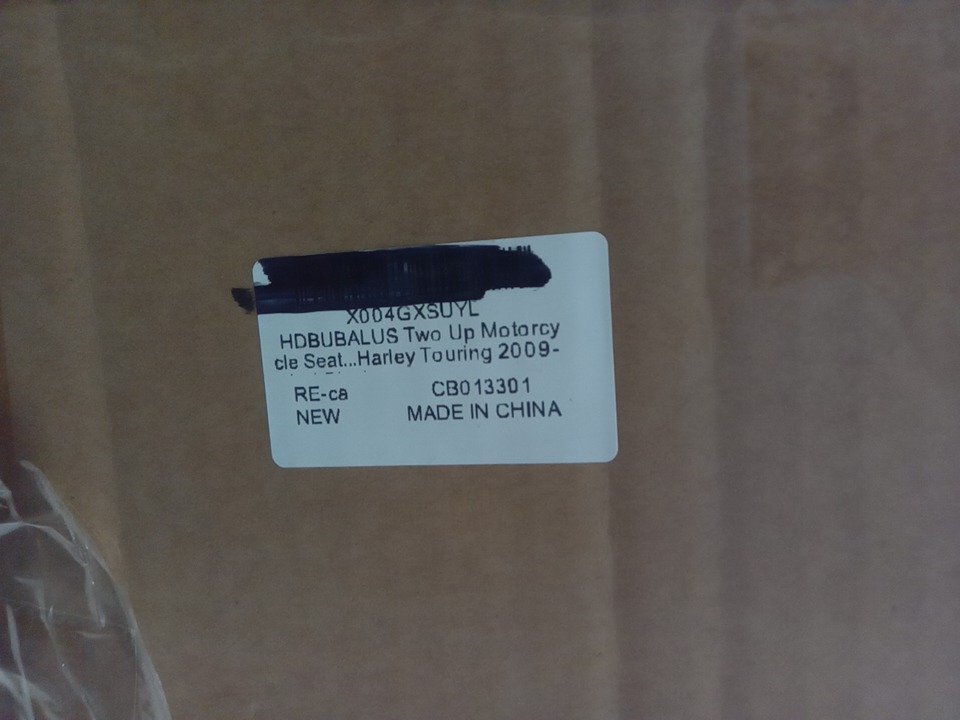 X004GXSUYL
HDBUBALUS Two Up Motorcy
cle Seat...Harley Touring 2009-
RE-ca CB013301
NEW MADE IN CHINA